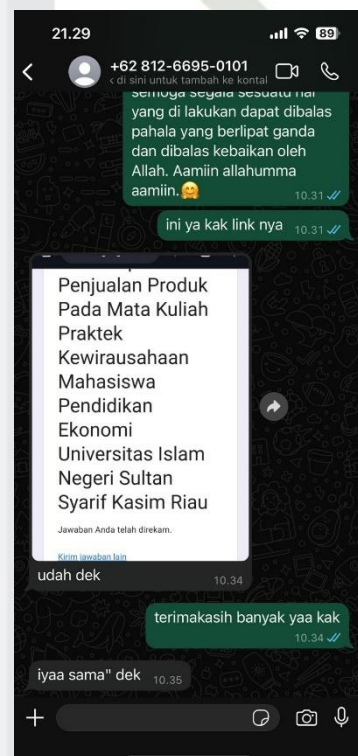 21.29
89
+62 812-6695-0101
< di sini untuk tambah ke kontal
semoga segala sesuatu hal
yang di lakukan dapat dibalas
pahala yang berlipat ganda
dan dibalas kebaikan oleh
Allah. Aamiin allahumma
aamiin.🤗
10.31
ini ya kak link nya 10.31
Penjualan Produk
Pada Mata Kuliah
Praktek
Kewirausahaan
Mahasiswa
Pendidikan
Ekonomi
Universitas Islam
Negeri Sultan
Syarif Kasim Riau
Jawaban Anda telah direkam.
Kirim jawaban lain
udah dek 10.34
terimakasih banyak yaa kak
10.34
iyaa sama" dek 10.35